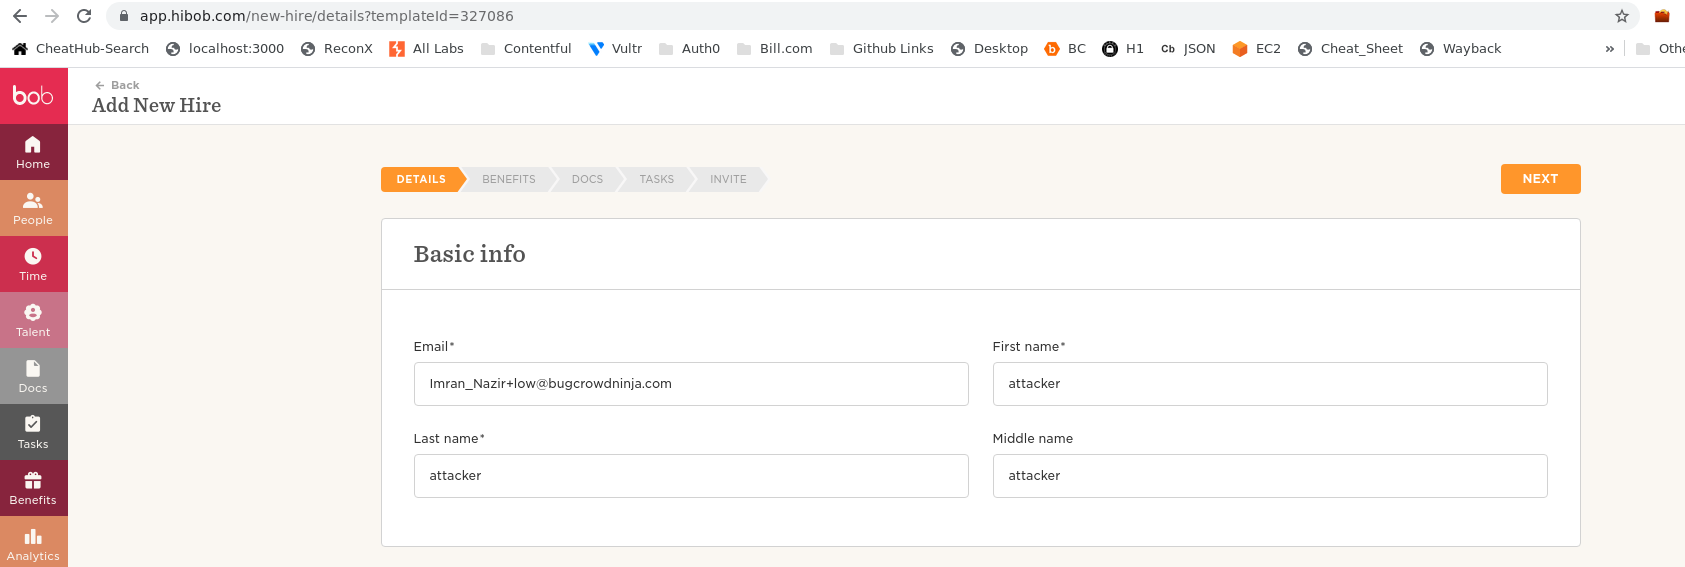 app.hibob.com/new-hire/details?templateId=327086
CheatHub-Search localhost:3000 ReconX All Labs Contentful Vultr Auth0 Bill.com Github Links Desktop BC H1 Cb JSON EC2 Cheat_Sheet Wayback » Othe
bob
← Back
Add New Hire
Home
People
Time
Talent
Docs
Tasks
Benefits
Analytics
DETAILS BENEFITS DOCS TASKS INVITE
NEXT
Basic info
Email* First name*
Imran_Nazir+low@bugcrowdninja.com attacker
Last name* Middle name
attacker attacker